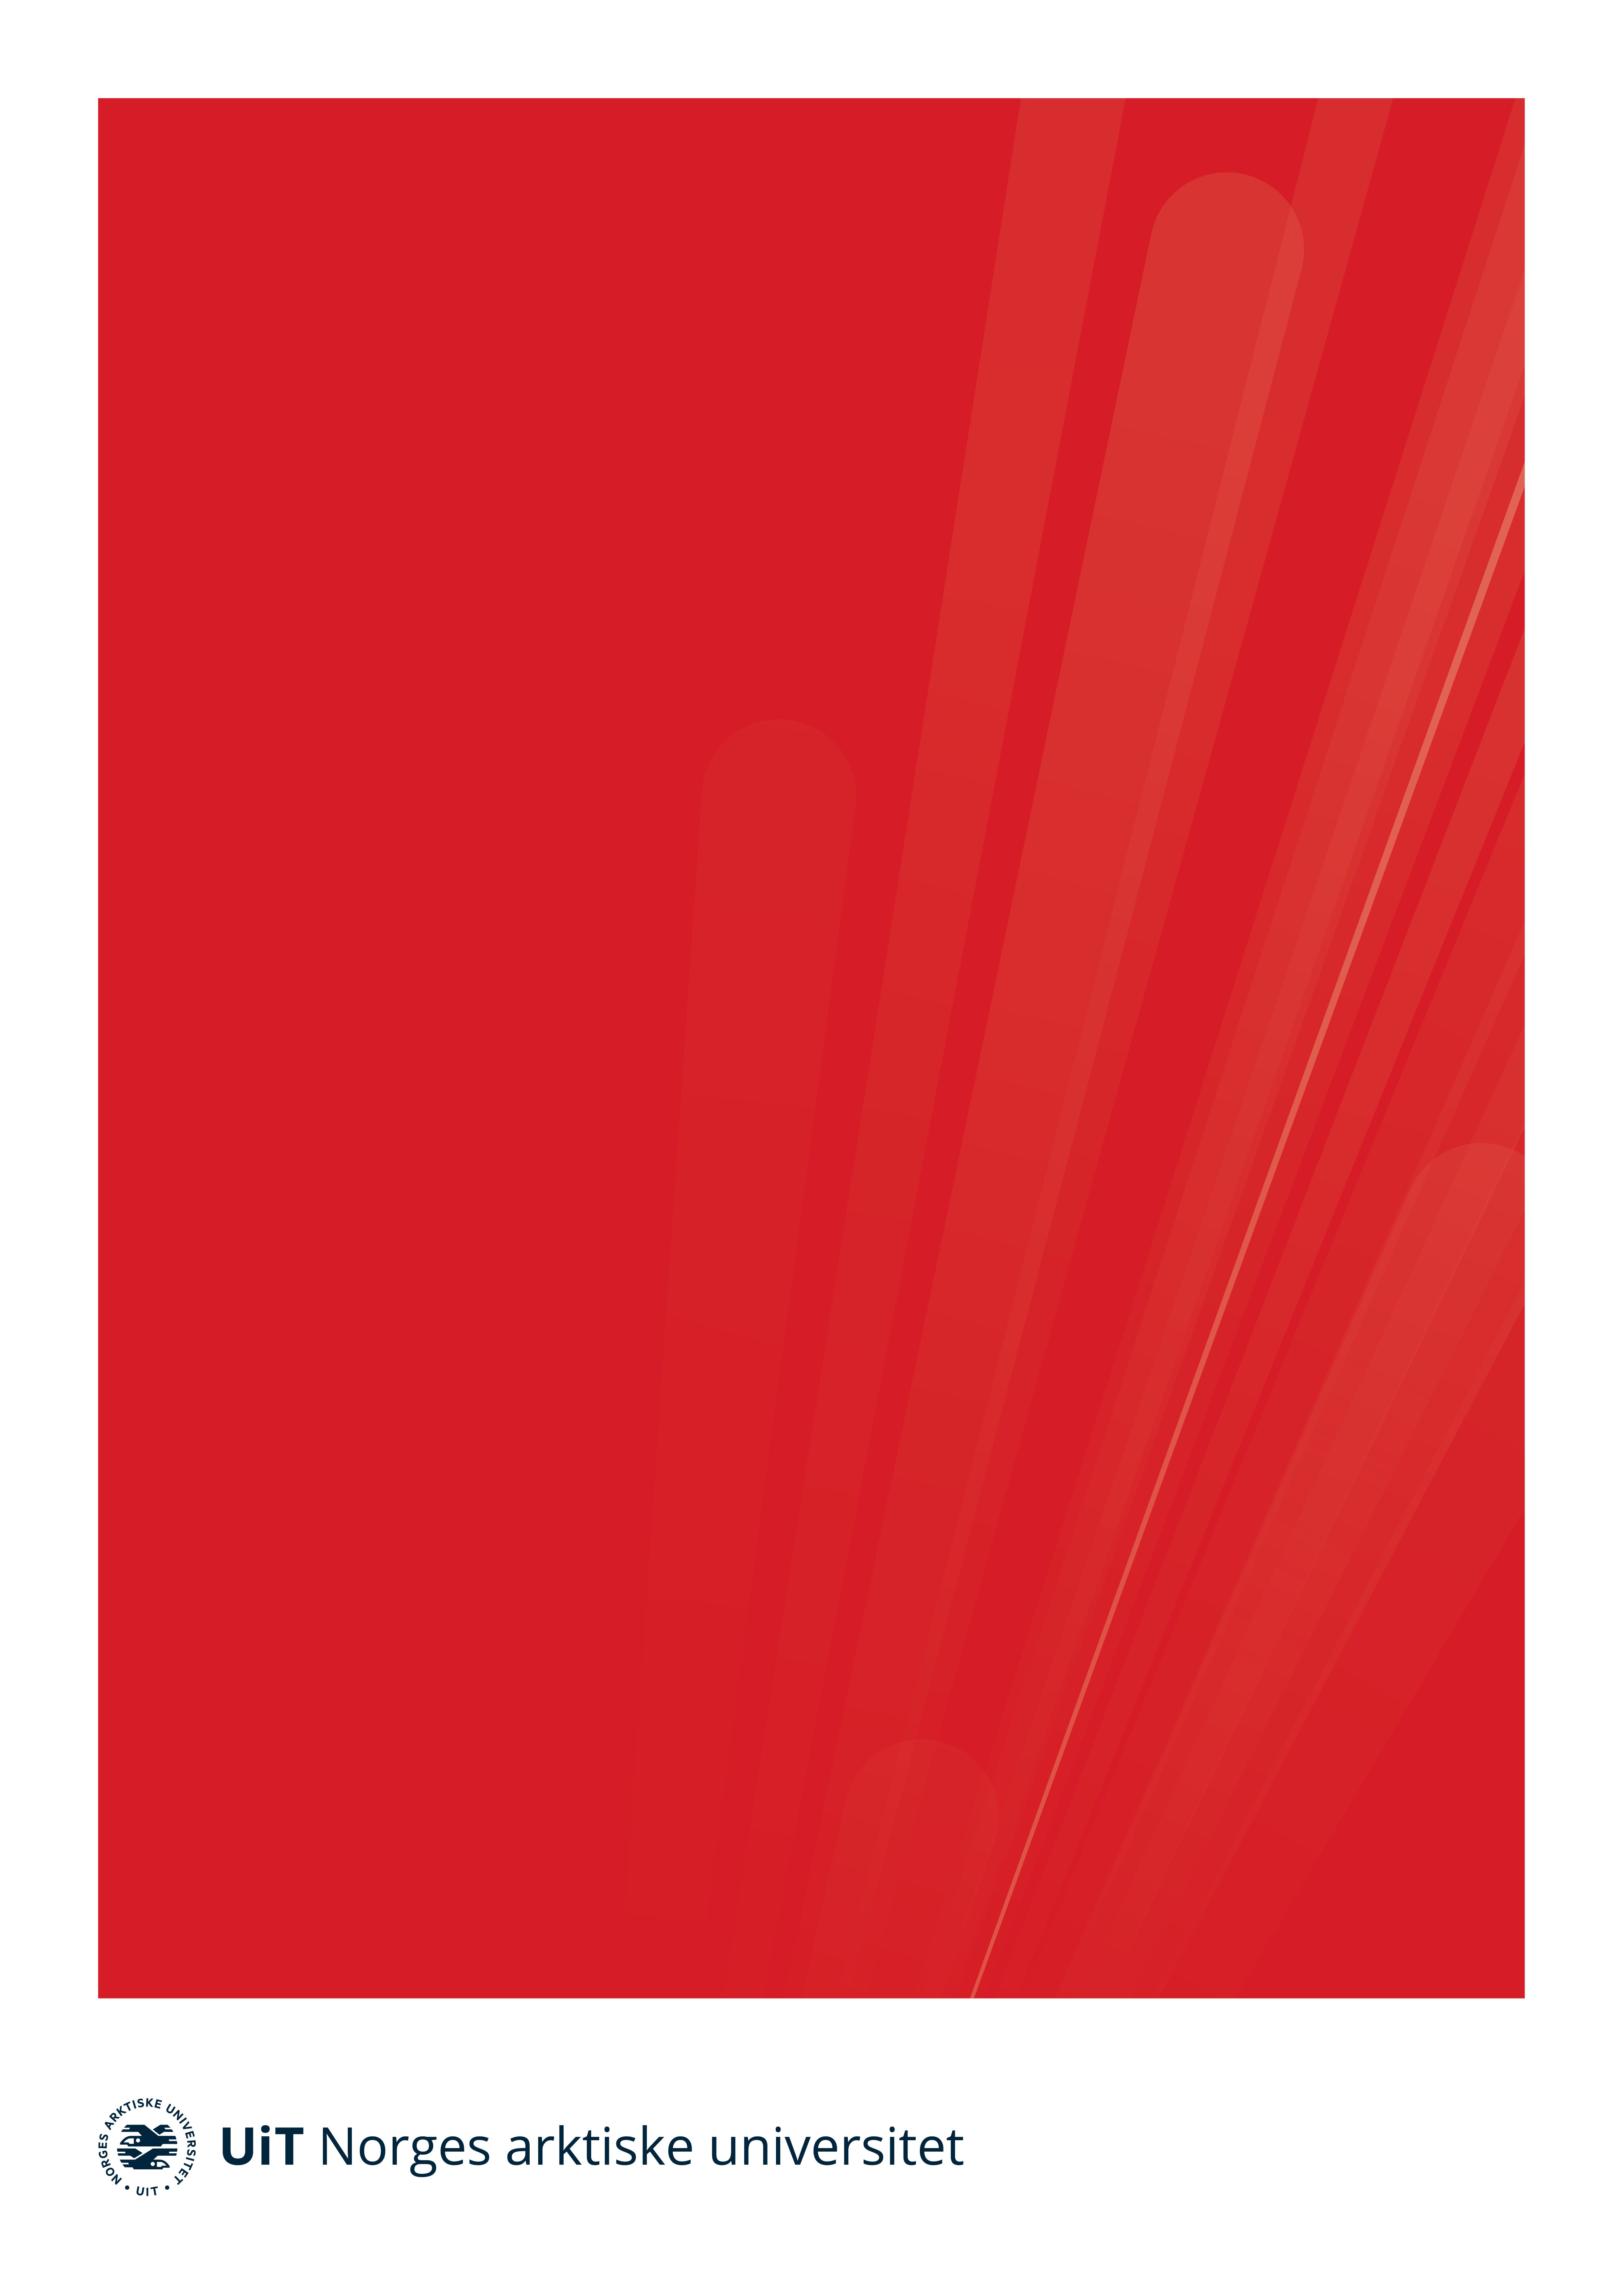 NORGES ARKTISKE UNIVERSITET
• UIT •
UiT Norges arktiske universitet